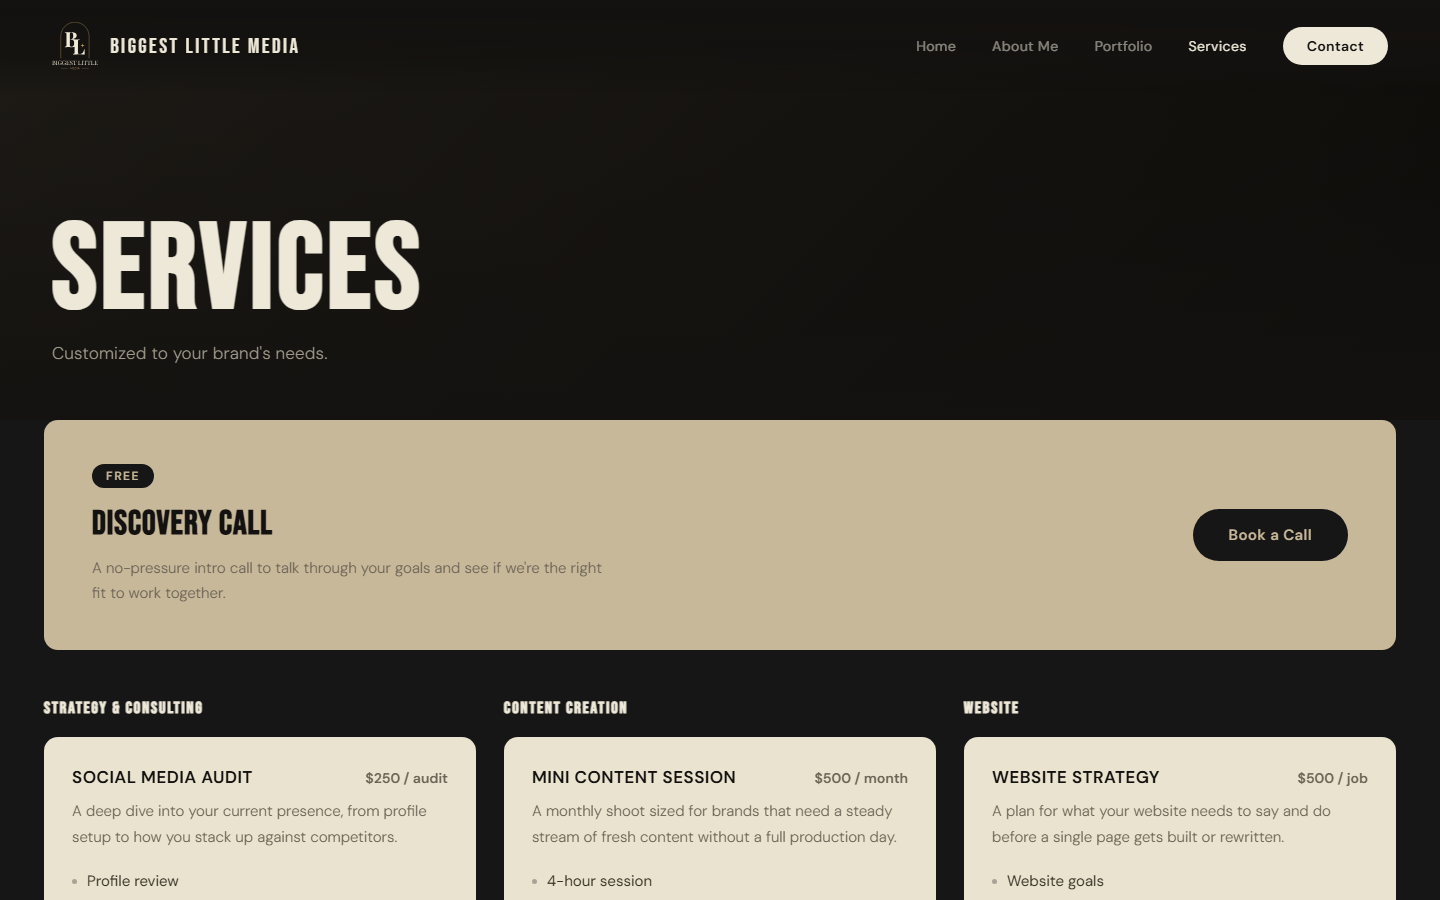 BL
BIGGEST LITTLE
BIGGEST LITTLE MEDIA
Home
About Me
Portfolio
Services
Contact
SERVICES
Customized to your brand's needs.
FREE
DISCOVERY CALL
A no-pressure intro call to talk through your goals and see if we're the right
fit to work together.
Book a Call
STRATEGY & CONSULTING
SOCIAL MEDIA AUDIT
$250 / audit
A deep dive into your current presence, from profile
setup to how you stack up against competitors.
Profile review
CONTENT CREATION
MINI CONTENT SESSION
$500 / month
A monthly shoot sized for brands that need a steady
stream of fresh content without a full production day.
4-hour session
WEBSITE
WEBSITE STRATEGY
$500 / job
A plan for what your website needs to say and do
before a single page gets built or rewritten.
Website goals